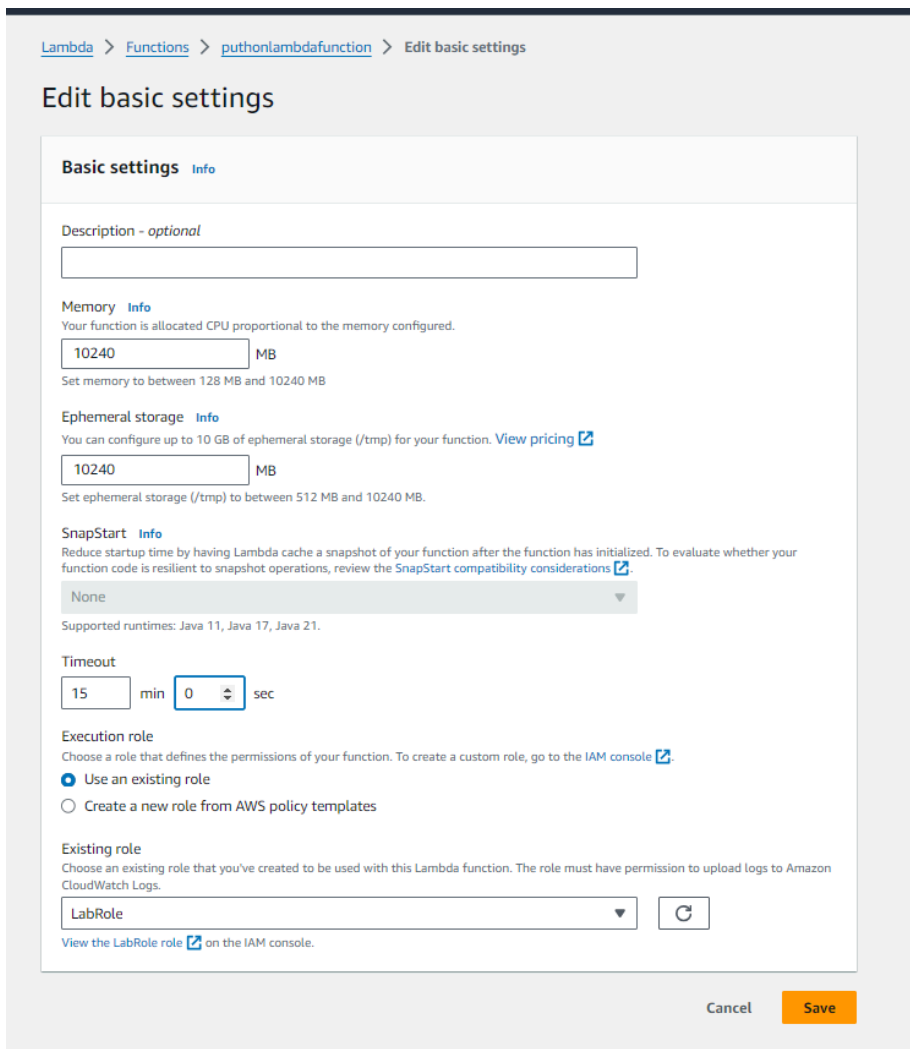 Lambda > Functions > puthonlambdafunction > Edit basic settings
Edit basic settings
Basic settings Info
Description - optional
Memory Info
Your function is allocated CPU proportional to the memory configured.
10240 MB
Set memory to between 128 MB and 10240 MB
Ephemeral storage Info
You can configure up to 10 GB of ephemeral storage (/tmp) for your function. View pricing
10240 MB
Set ephemeral storage (/tmp) to between 512 MB and 10240 MB.
SnapStart Info
Reduce startup time by having Lambda cache a snapshot of your function after the function has initialized. To evaluate whether your
function code is resilient to snapshot operations, review the SnapStart compatibility considerations.
None
Supported runtimes: Java 11, Java 17, Java 21.
Timeout
15 min 0 sec
Execution role
Choose a role that defines the permissions of your function. To create a custom role, go to the IAM console.
Use an existing role
Create a new role from AWS policy templates
Existing role
Choose an existing role that you've created to be used with this Lambda function. The role must have permission to upload logs to Amazon
CloudWatch Logs.
LabRole
View the LabRole role on the IAM console.
Cancel Save